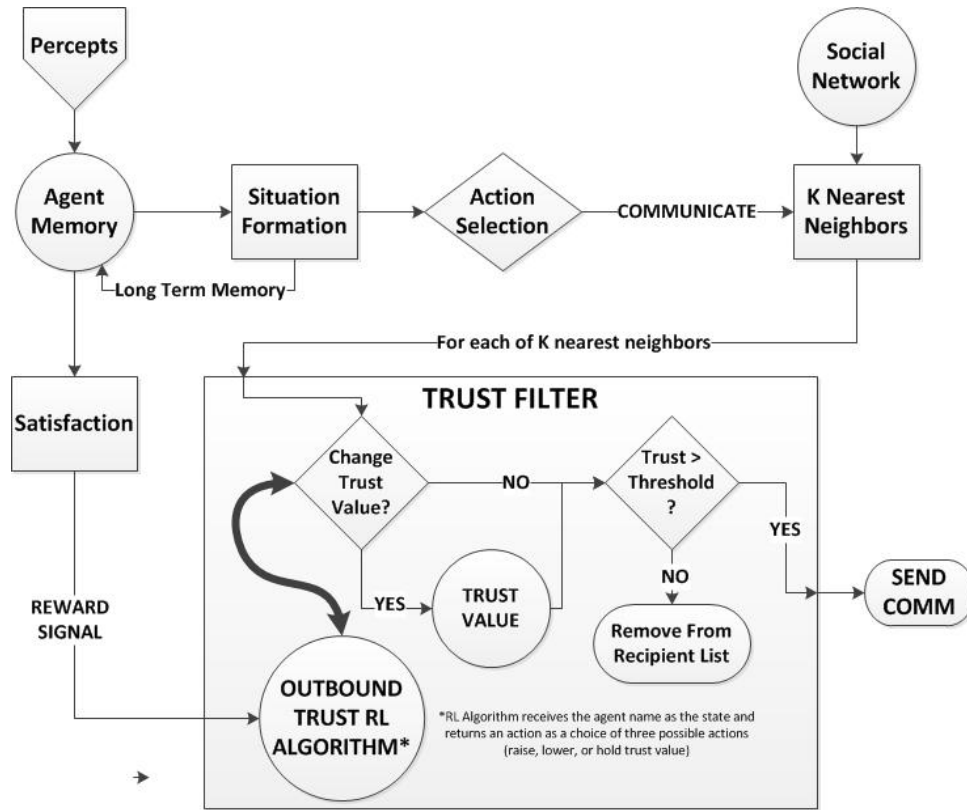 Percepts
Social
Network
Agent
Memory
Situation
Formation
Action
Selection
COMMUNICATE
K Nearest
Neighbors
Long Term Memory
For each of K nearest neighbors
Satisfaction
TRUST FILTER
Change
Trust
Value?
NO
Trust >
Threshold
?
YES
NO
YES
TRUST
VALUE
SEND
COMM
Remove From
Recipient List
REWARD
SIGNAL
OUTBOUND
TRUST RL
ALGORITHM*
*RL Algorithm receives the agent name as the state and
returns an action as a choice of three possible actions
(raise, lower, or hold trust value)